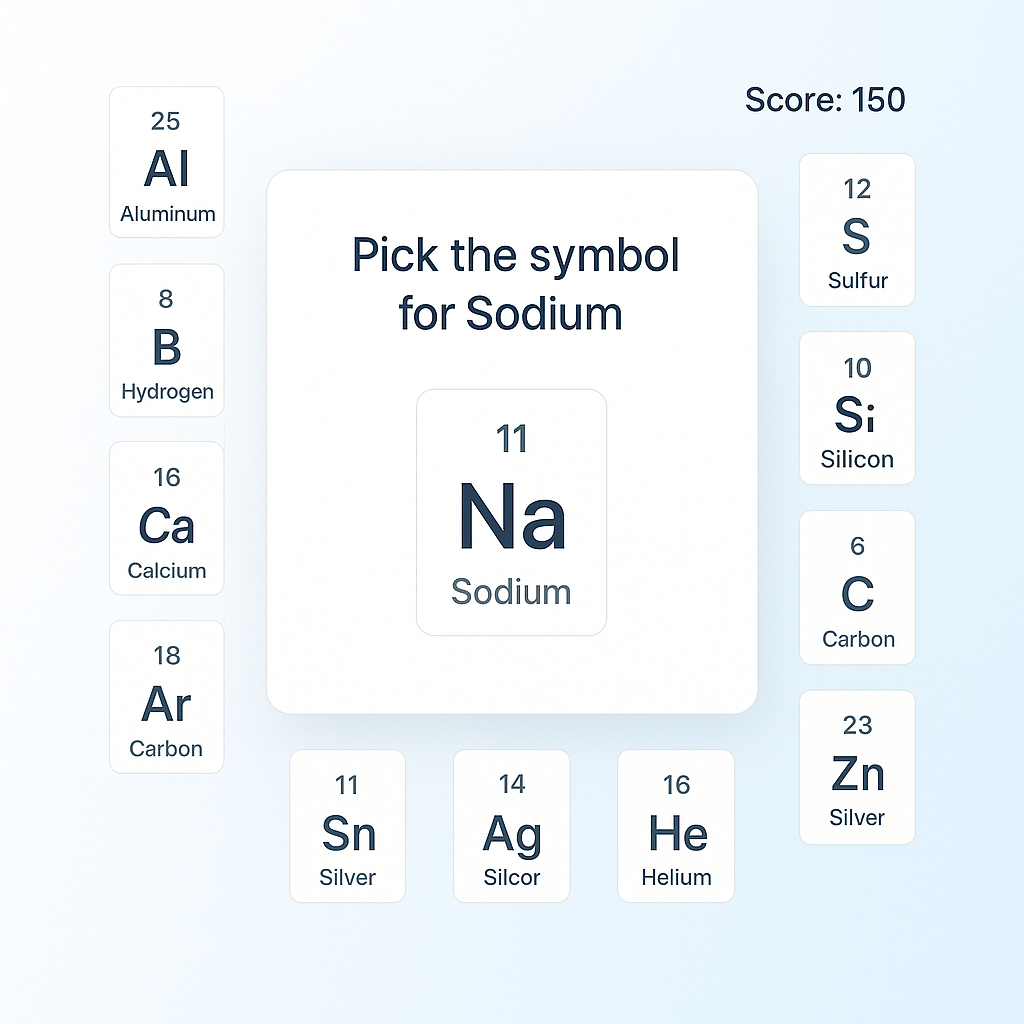 Score: 150
25
Al
Aluminum
8
B
Hydrogen
16
Ca
Calcium
18
Ar
Carbon
Pick the symbol
for Sodium
11
Na
Sodium
12
S
Sulfur
10
Si
Silicon
6
C
Carbon
23
Zn
Silver
11
Sn
Silver
14
Ag
Silcor
16
He
Helium